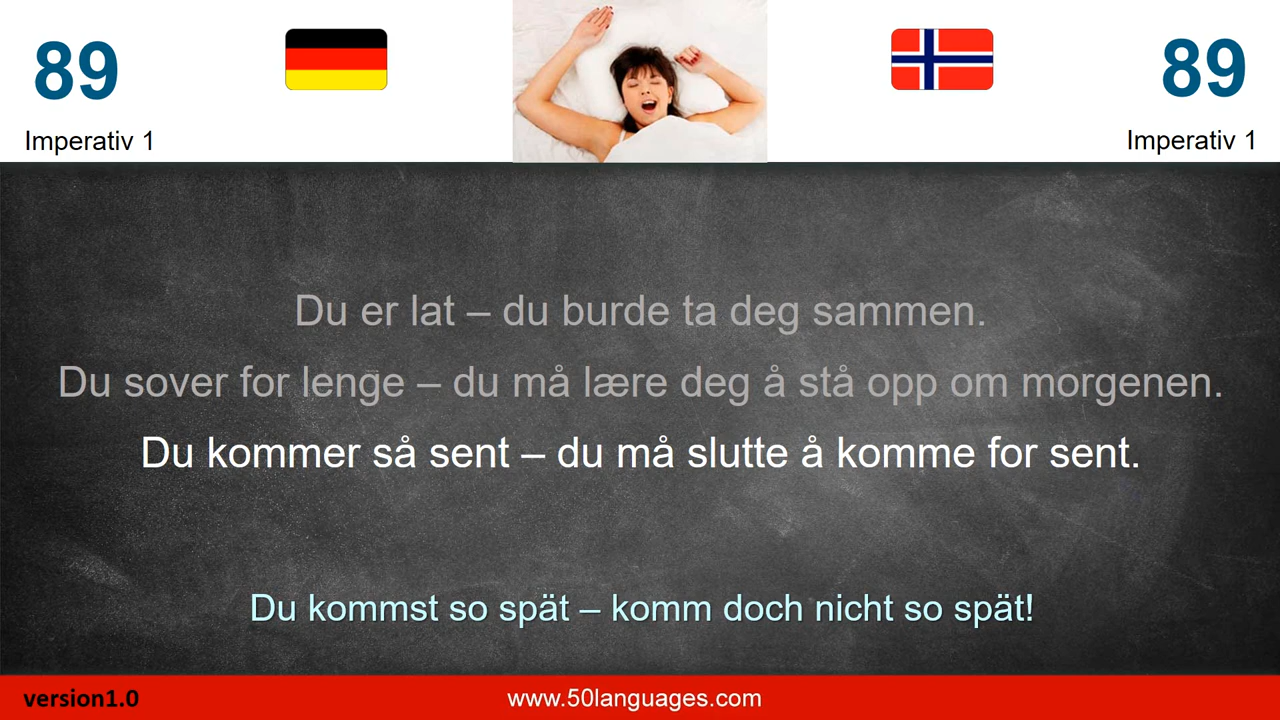 89
89
Imperativ 1
Imperativ 1
Du er lat – du burde ta deg sammen.
Du sover for lenge – du må lære deg å stå opp om morgenen.
Du kommer så sent – du må slutte å komme for sent.
Du kommst so spät – komm doch nicht so spät!
version1.0
www.50languages.com